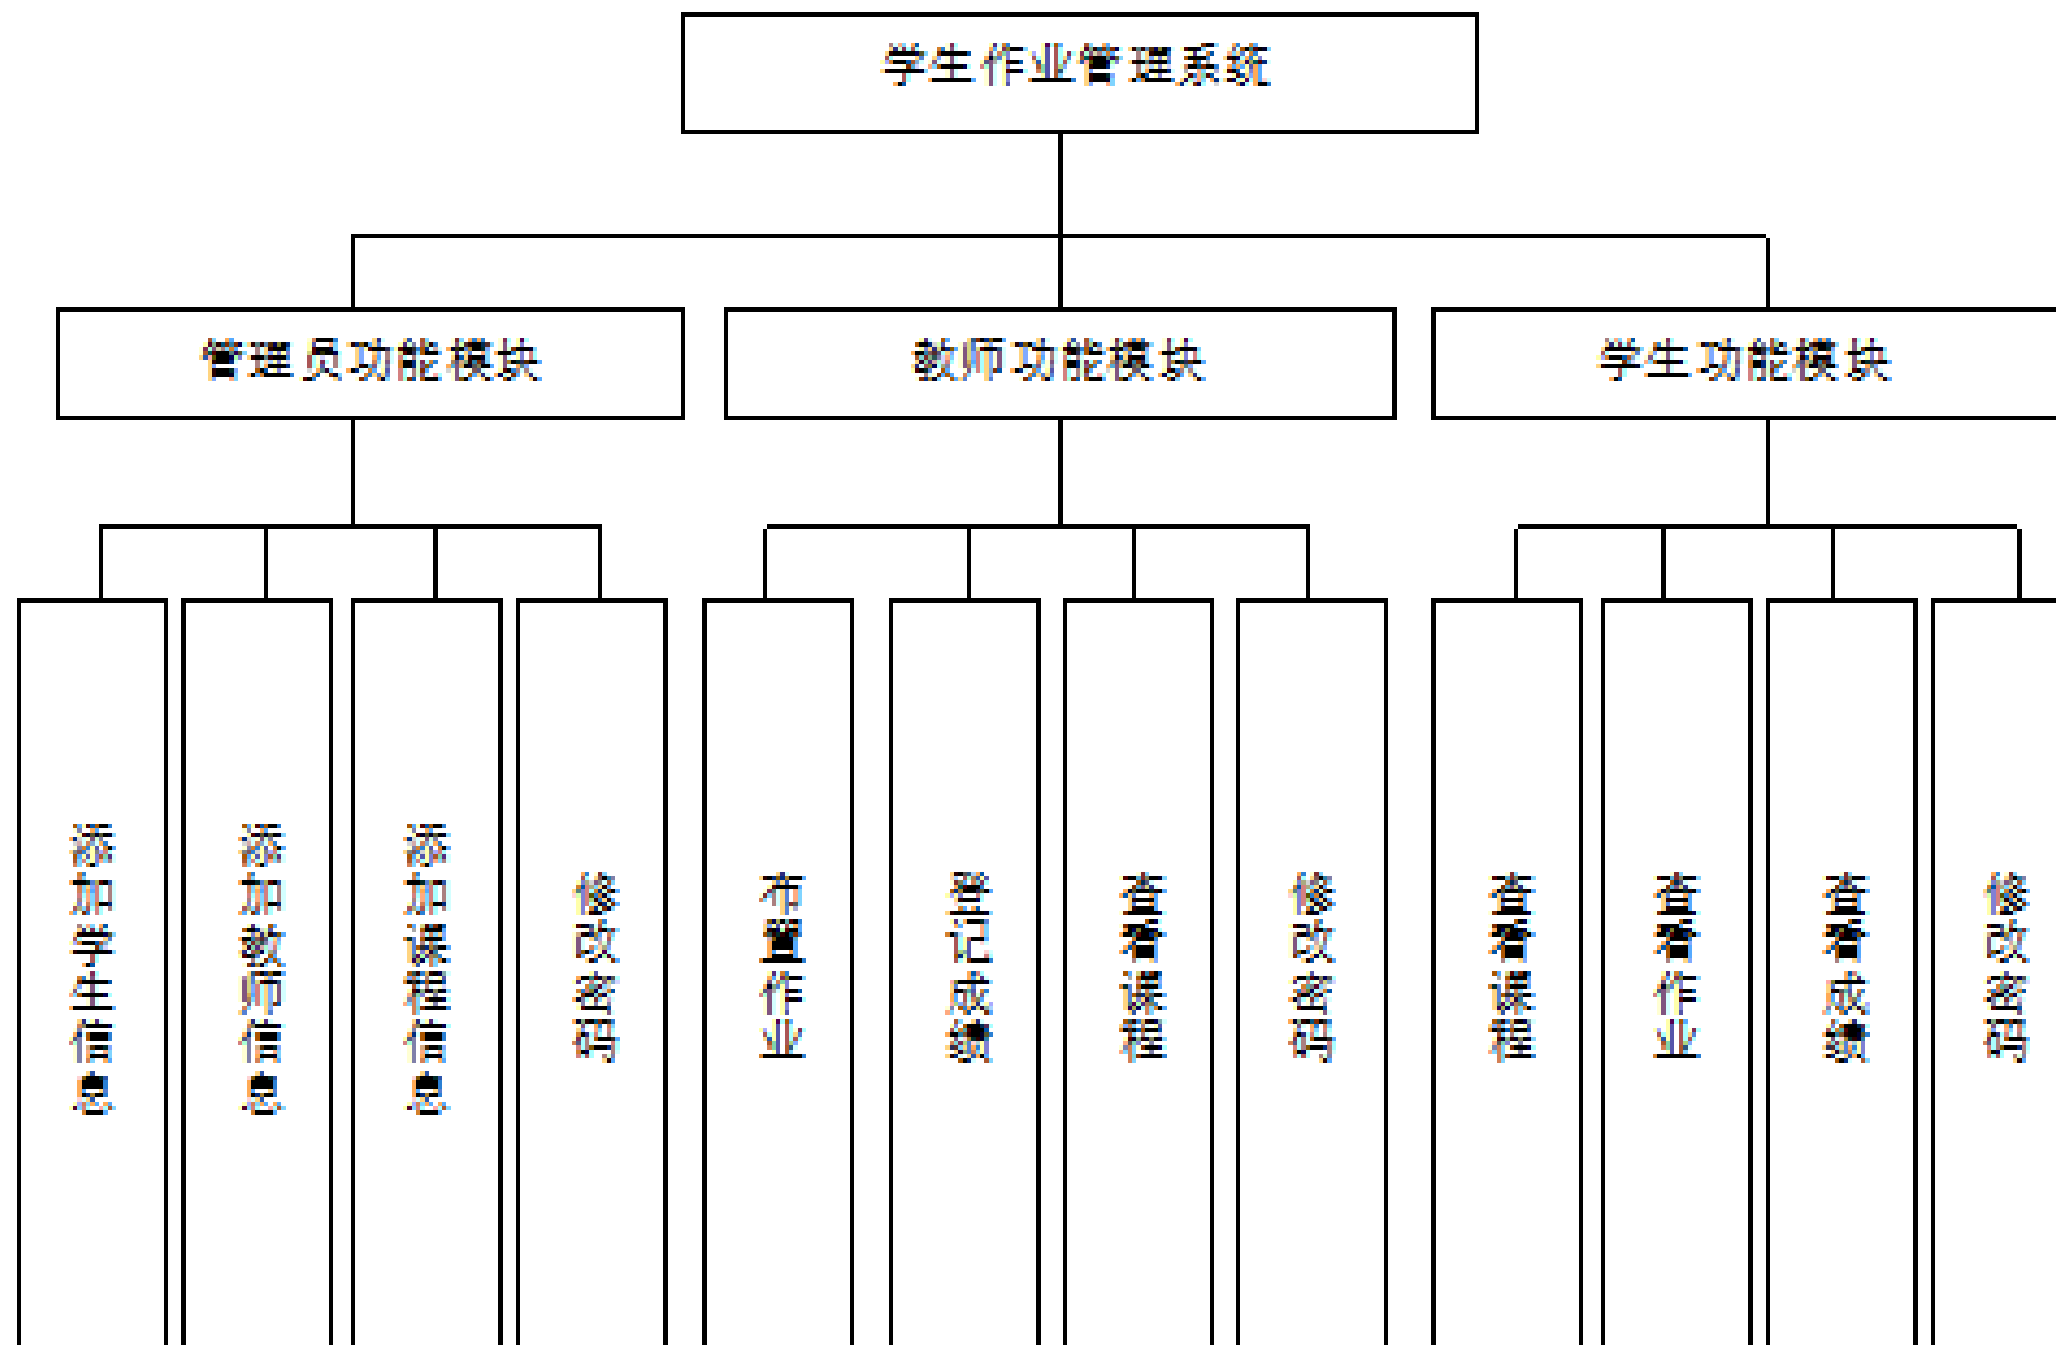 学生作业管理系统
管理员功能模块
教师功能模块
学生功能模块
添加学生信息
添加教师信息
添加课程信息
修改密码
布置作业
登记成绩
查看课程
修改密码
查看课程
查看作业
查看成绩
修改密码